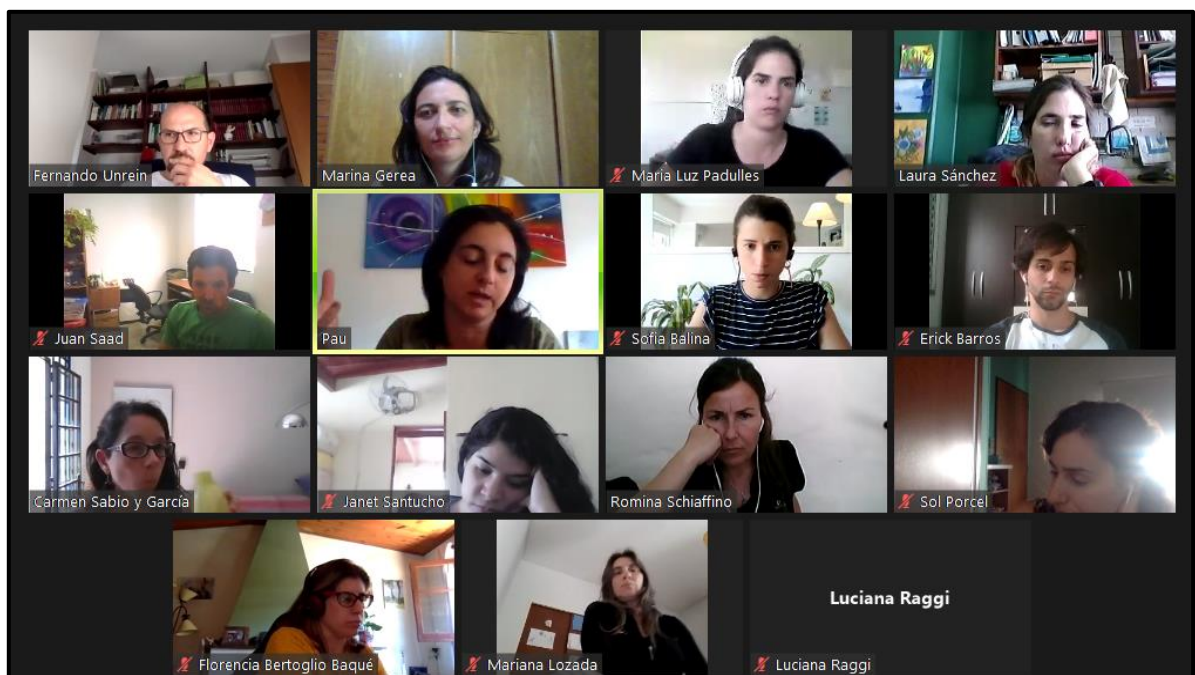 Fernando Unrein
Marina Gerea
María Luz Padulles
Laura Sánchez
Juan Saad
Pau
Sofia Balina
Erick Barros
Carmen Sabio y García
Janet Santucho
Romina Schiaffino
Sol Porcel
Luciana Raggi
Florencia Bertoglio Baqué
Mariana Lozada
Luciana Raggi